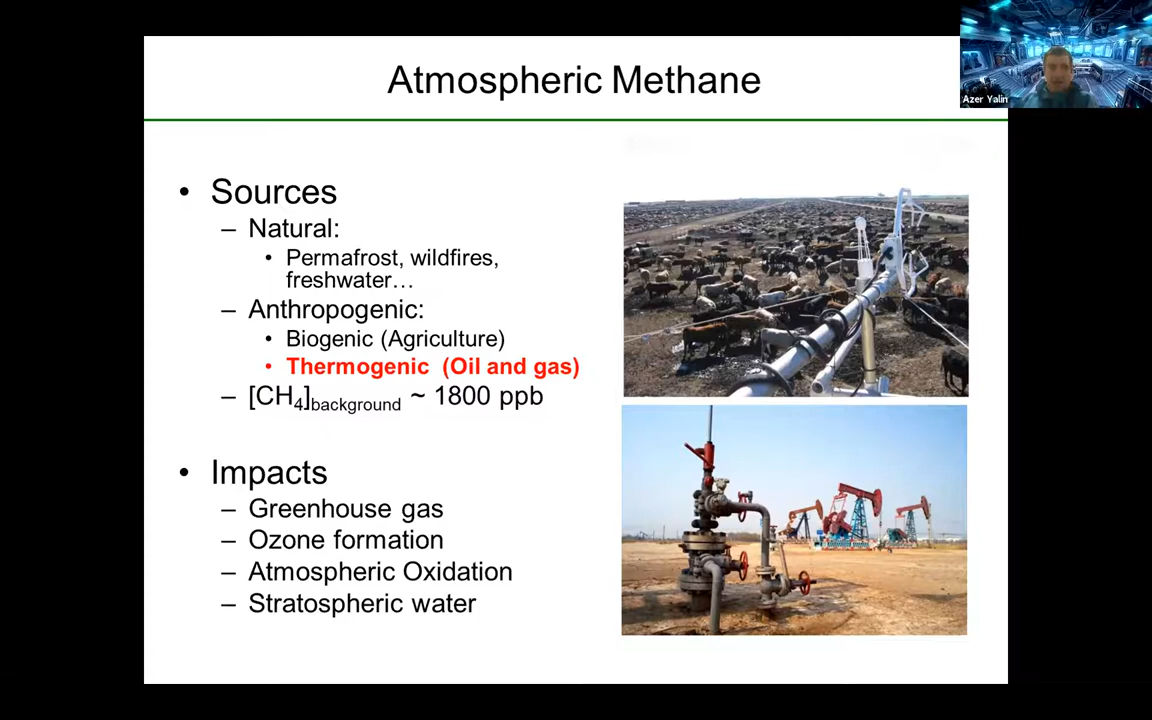 Atmospheric Methane
Azer Yalin
• Sources
– Natural:
• Permafrost, wildfires,
freshwater…
– Anthropogenic:
• Biogenic (Agriculture)
• Thermogenic (Oil and gas)
– [CH₄]background ~ 1800 ppb
• Impacts
– Greenhouse gas
– Ozone formation
– Atmospheric Oxidation
– Stratospheric water